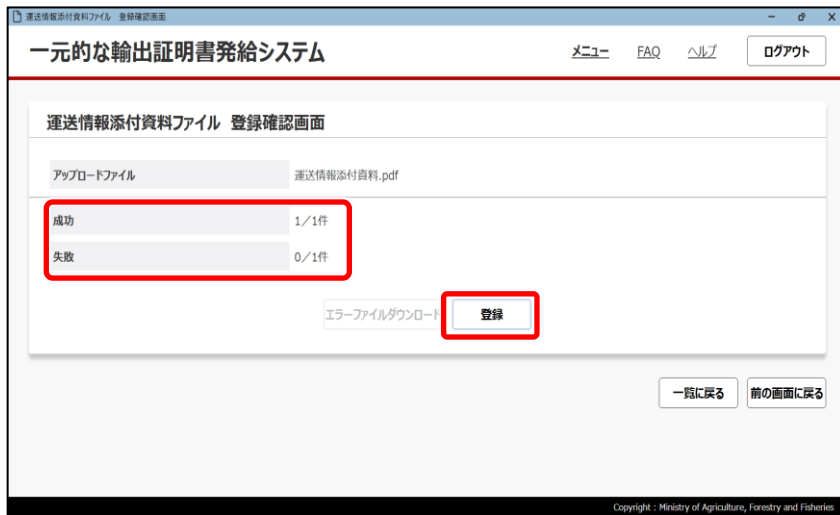 運送情報添付資料ファイル 登録確認画面
一元的な輸出証明書発給システム
メニュー FAQ ヘルプ ログアウト
運送情報添付資料ファイル 登録確認画面
アップロードファイル 運送情報添付資料.pdf
成功 1/1件
失敗 0/1件
エラーファイルダウンロード 登録
一覧に戻る 前の画面に戻る
Copyright : Ministry of Agriculture, Forestry and Fisheries